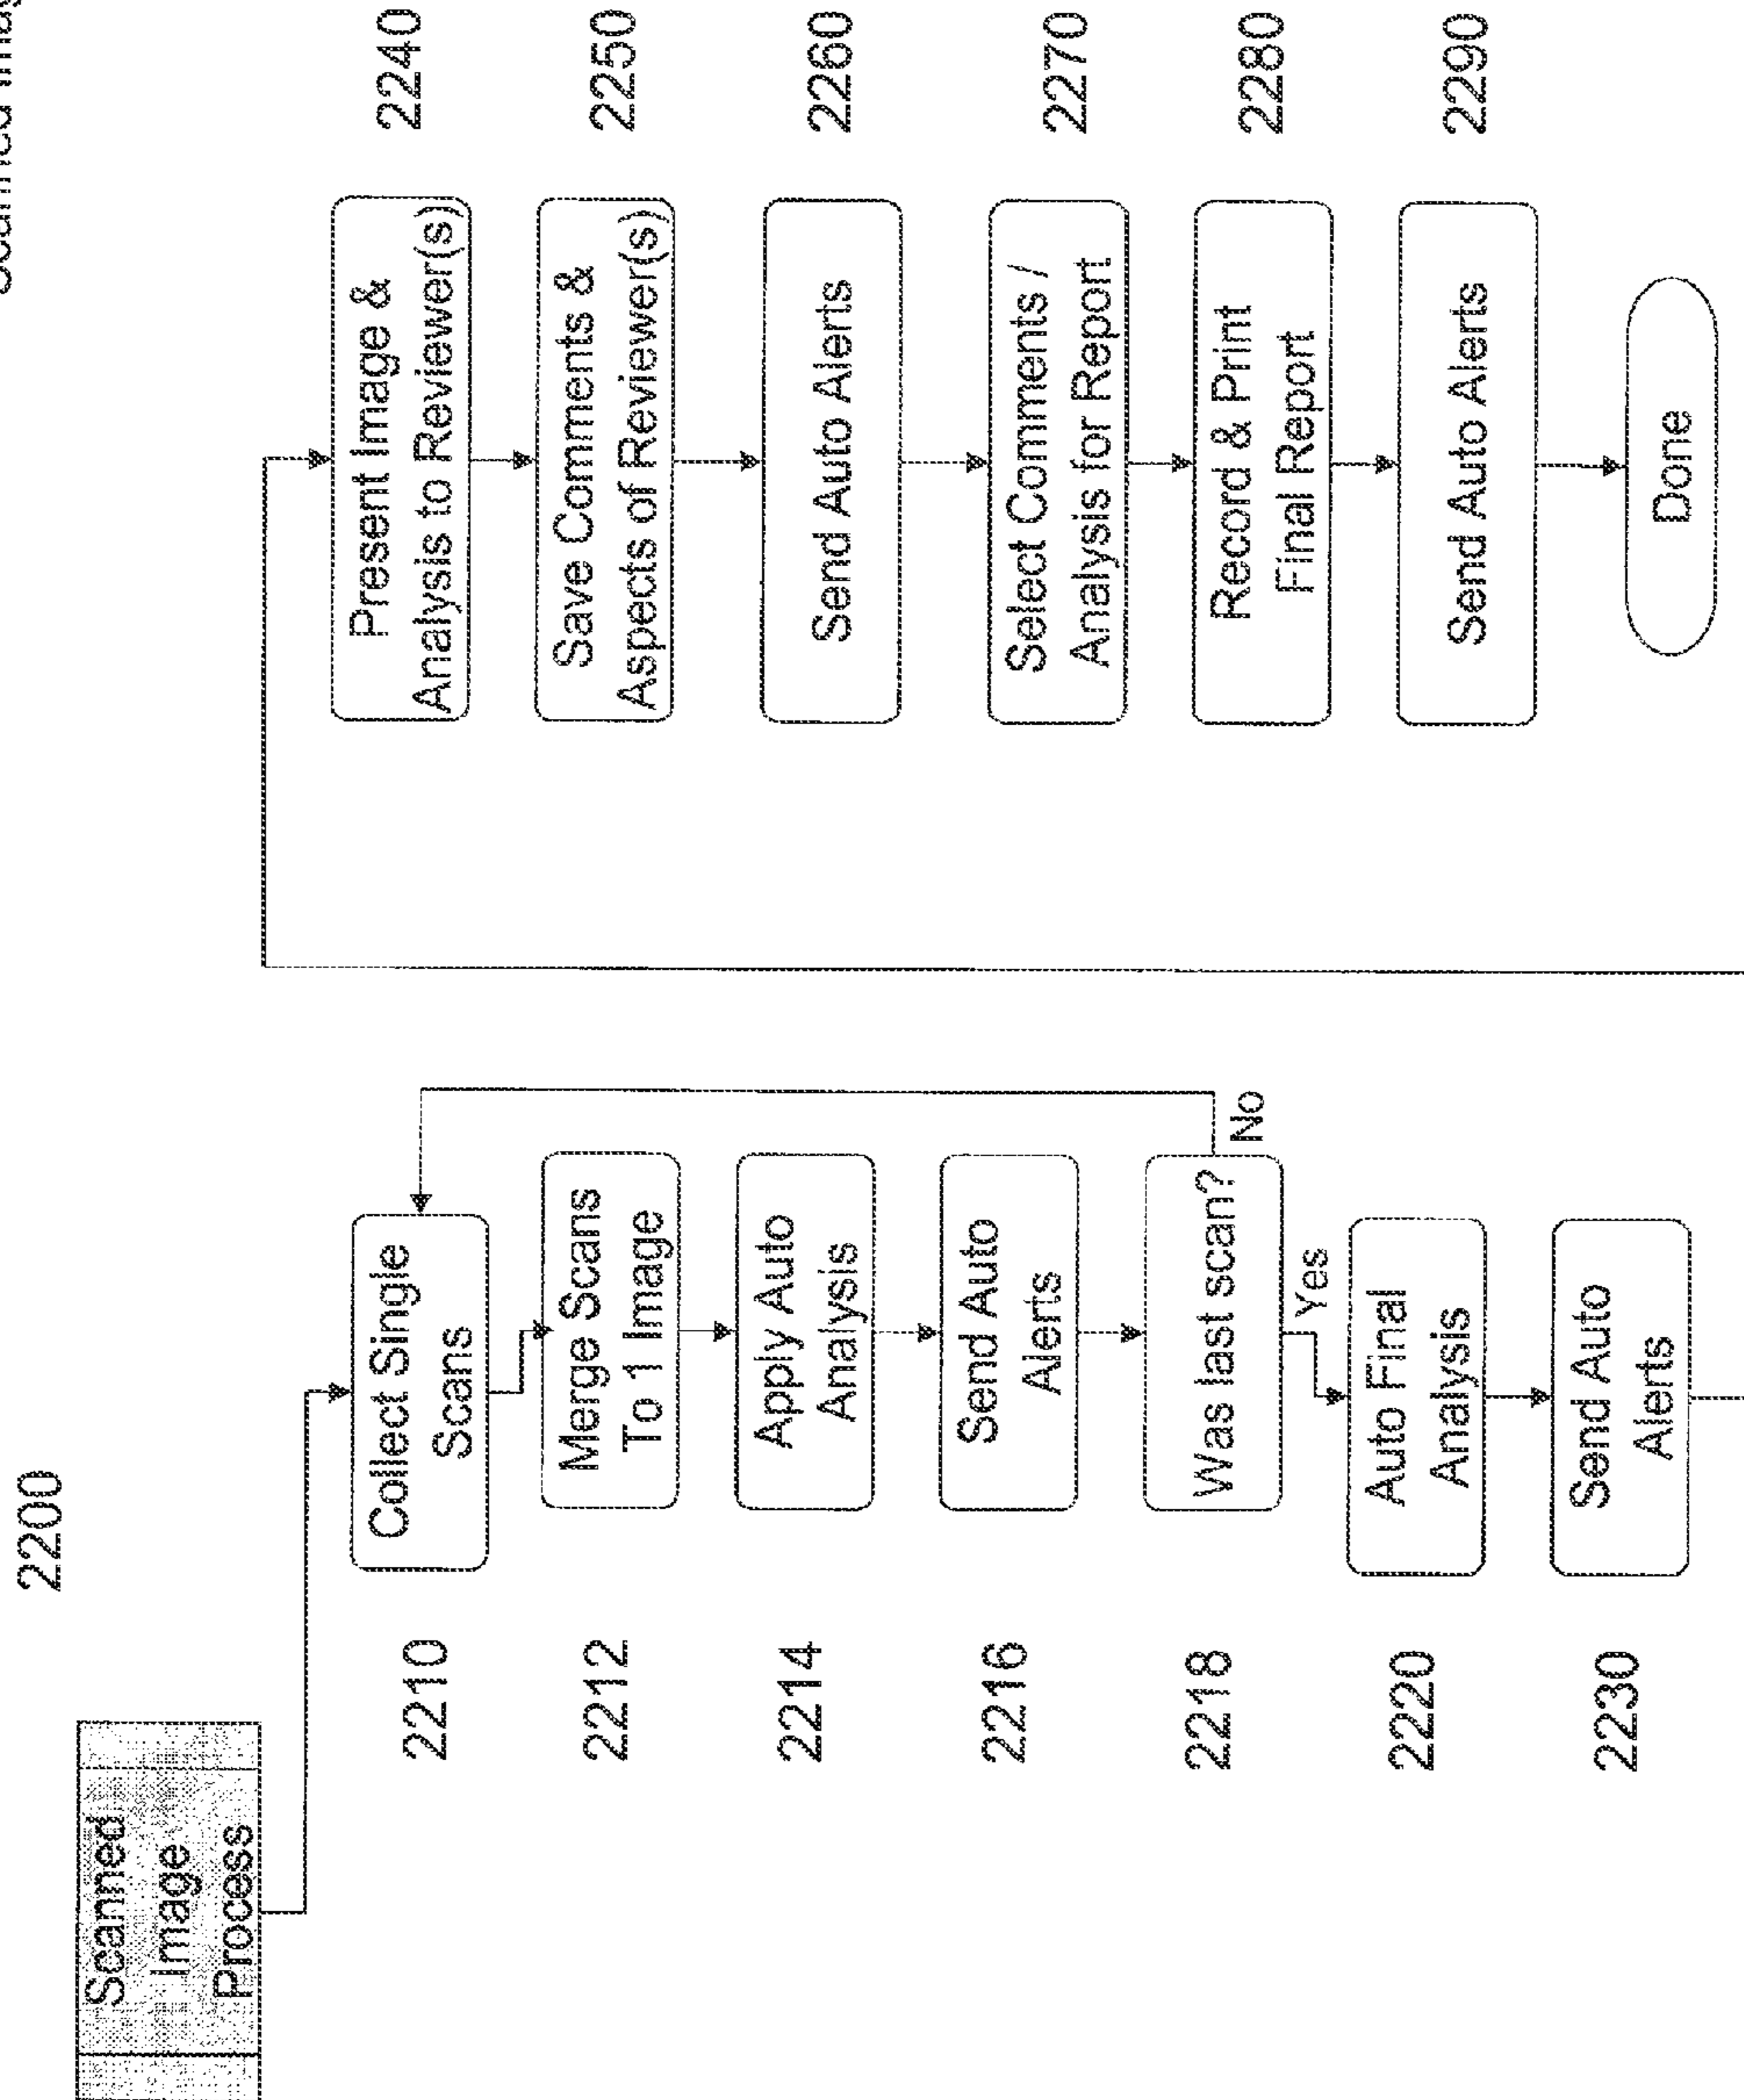 2200
Scanned
Image
Process
2210
Collect Single
Scans
2212
Merge Scans
To 1 Image
2214
Apply Auto
Analysis
2216
Send Auto
Alerts
2218
Was last scan?
No
Yes
2220
Auto Final
Analysis
2230
Send Auto
Alerts
Present Image &
Analysis to Reviewer(s)
2240
Save Comments &
Aspects of Reviewer(s)
2250
Send Auto Alerts
2260
Select Comments /
Analysis for Report
2270
Record & Print
Final Report
2280
Send Auto Alerts
2290
Done